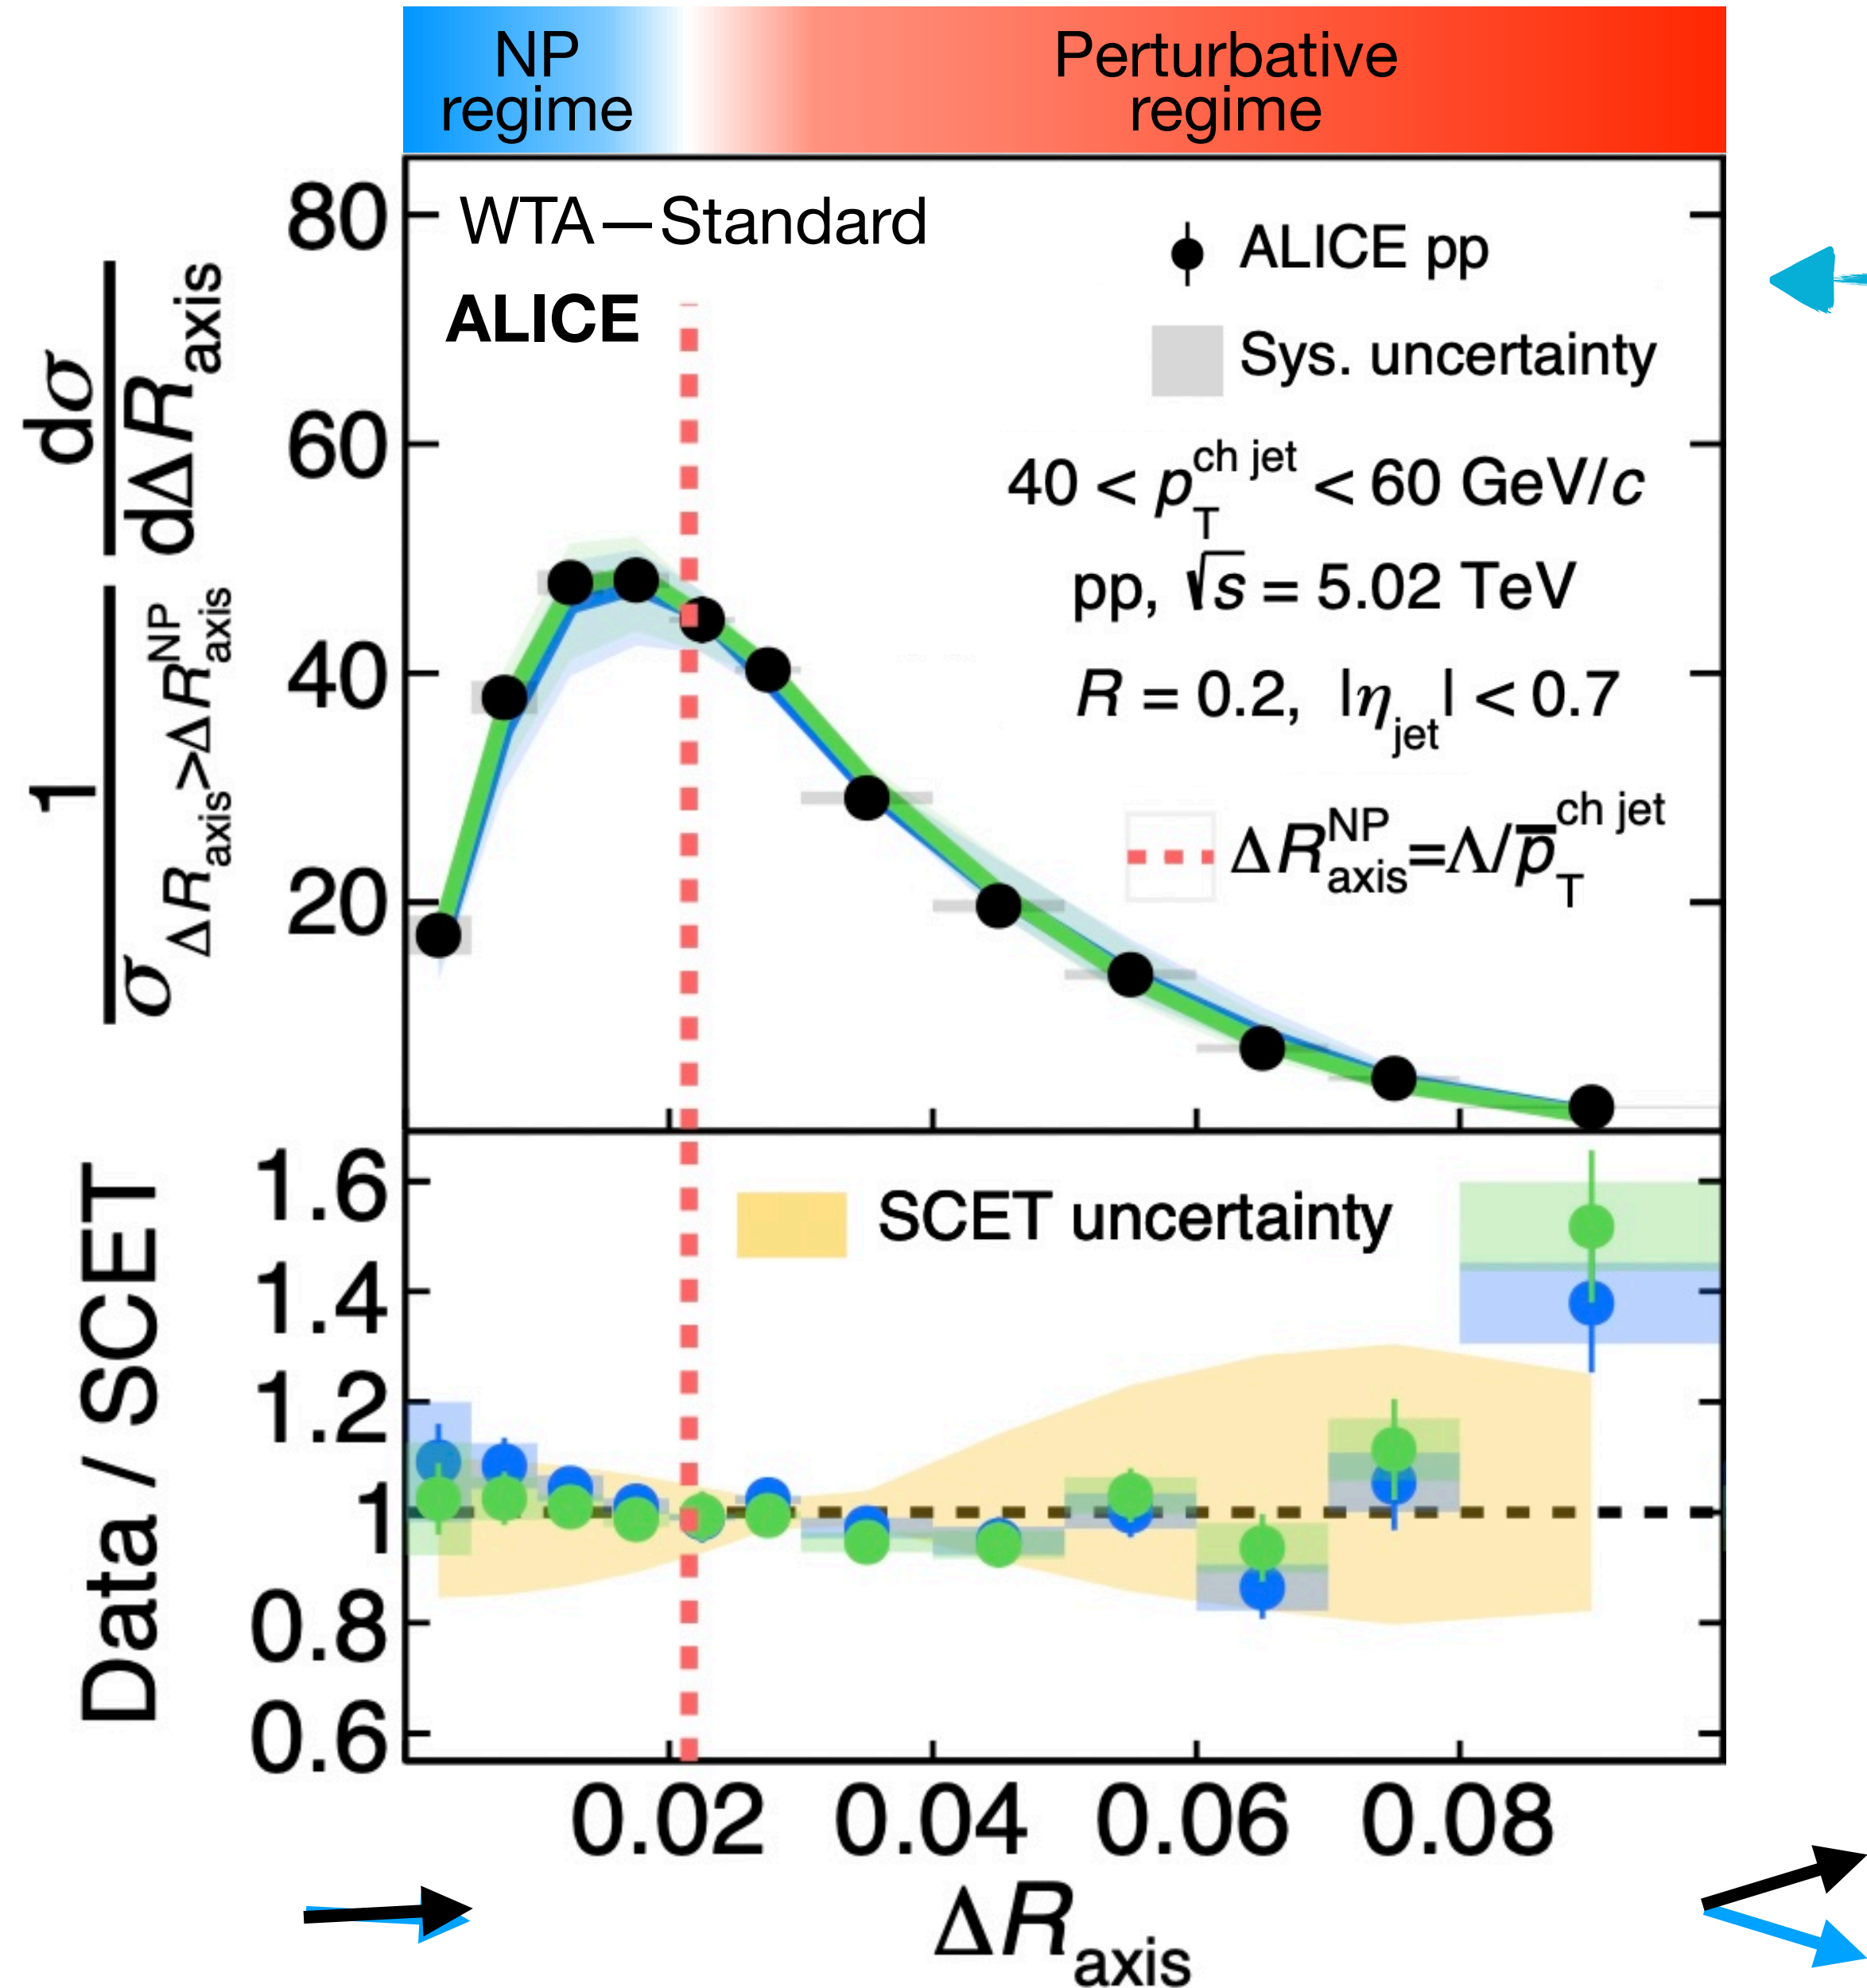 NP
regime
Perturbative
regime
WTA—Standard
ALICE
ALICE pp
Sys. uncertainty
40 < p_T^{ch jet} < 60 GeV/c
pp, √s = 5.02 TeV
R = 0.2, |η_jet| < 0.7
ΔR_axis^{NP}=Λ/p̅_T^{ch jet}
80
60
40
20
1/σ_{ΔR_axis>ΔR_axis^{NP}} dσ/dΔR_axis
SCET uncertainty
1.6
1.4
1.2
1
0.8
0.6
Data / SCET
0.02 0.04 0.06 0.08
ΔR_axis